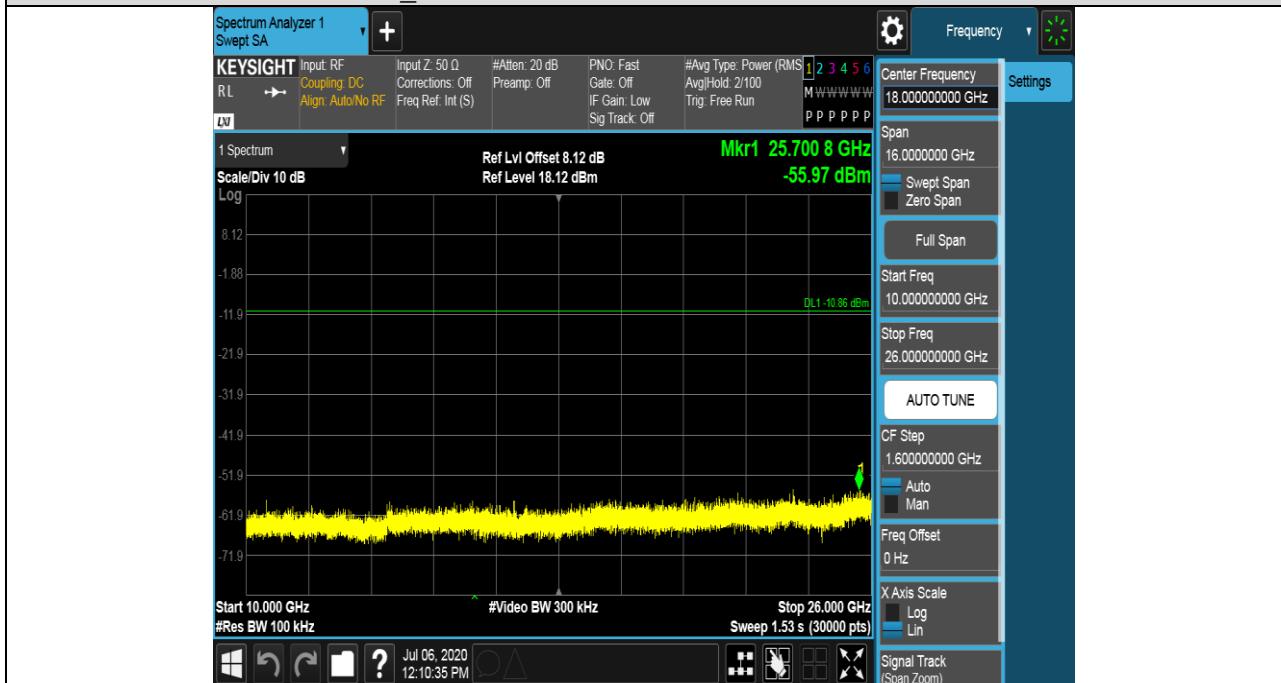 Spectrum Analyzer 1
Swept SA
+
Frequency
KEYSIGHT
RL
LXI
Input: RF
Coupling: DC
Align: Auto/No RF
Input Z: 50 Ω
Corrections: Off
Freq Ref: Int (S)
#Atten: 20 dB
Preamp: Off
PNO: Fast
Gate: Off
IF Gain: Low
Sig Track: Off
#Avg Type: Power (RMS
Avg|Hold: 2/100
Trig: Free Run
1 2 3 4 5 6
M W W W W W
P P P P P P
1 Spectrum
Scale/Div 10 dB
Ref Lvl Offset 8.12 dB
Ref Level 18.12 dBm
Mkr1 25.700 8 GHz
-55.97 dBm
Log
8.12
-1.88
-11.9
-21.9
-31.9
-41.9
-51.9
-61.9
-71.9
DL1 -10.86 dBm
1
Start 10.000 GHz
#Res BW 100 kHz
#Video BW 300 kHz
Stop 26.000 GHz
Sweep 1.53 s (30000 pts)
?
Jul 06, 2020
12:10:35 PM
Center Frequency
18.000000000 GHz
Span
16.0000000 GHz
Swept Span
Zero Span
Full Span
Start Freq
10.000000000 GHz
Stop Freq
26.000000000 GHz
AUTO TUNE
CF Step
1.600000000 GHz
Auto
Man
Freq Offset
0 Hz
X Axis Scale
Log
Lin
Signal Track
(Span Zoom)
Settings